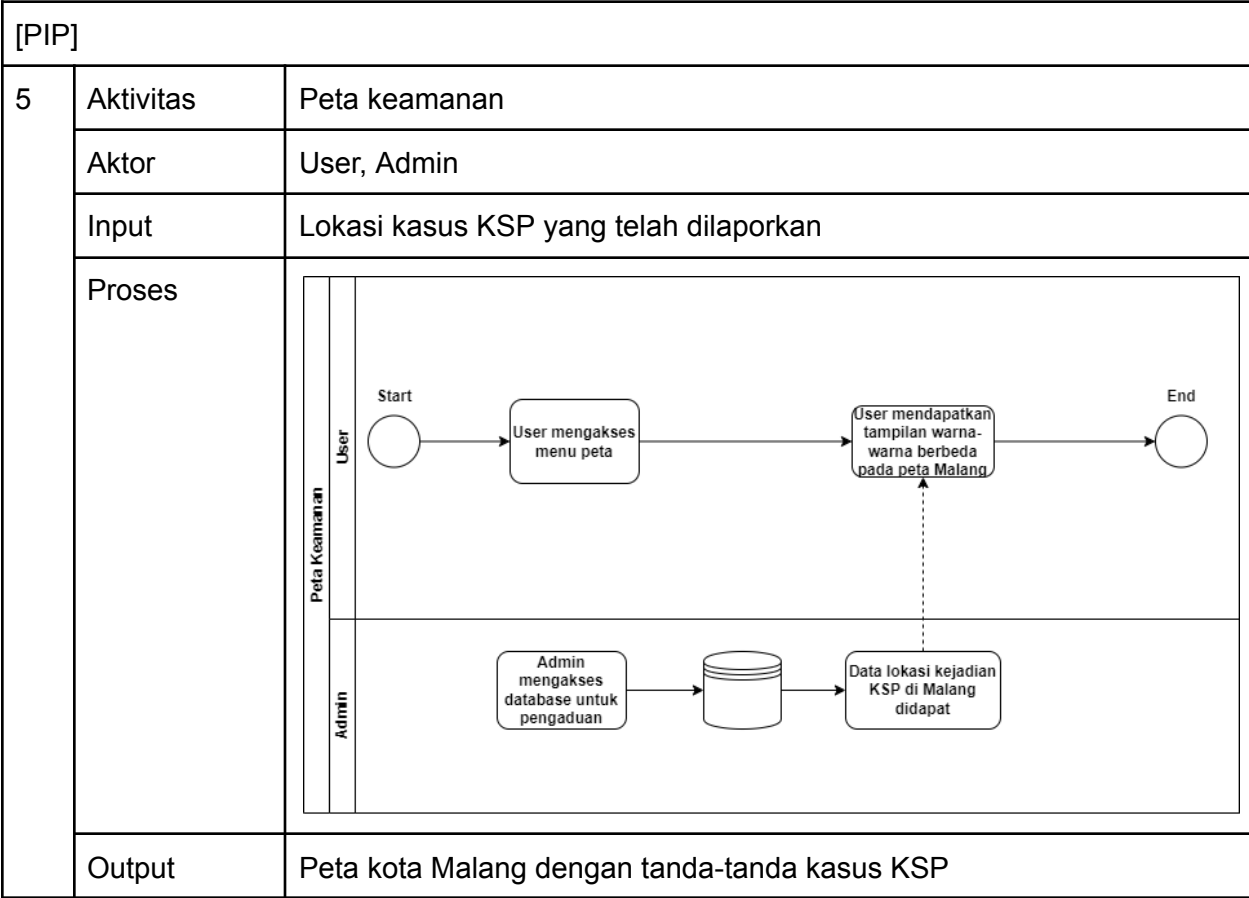 [PIP]
5
Aktivitas
Peta keamanan
Aktor
User, Admin
Input
Lokasi kasus KSP yang telah dilaporkan
Proses
Peta Keamanan
User
Start
User mengakses
menu peta
User mendapatkan
tampilan warna-
warna berbeda
pada peta Malang
End
Admin
Admin
mengakses
database untuk
pengaduan
Data lokasi kejadian
KSP di Malang
didapat
Output
Peta kota Malang dengan tanda-tanda kasus KSP